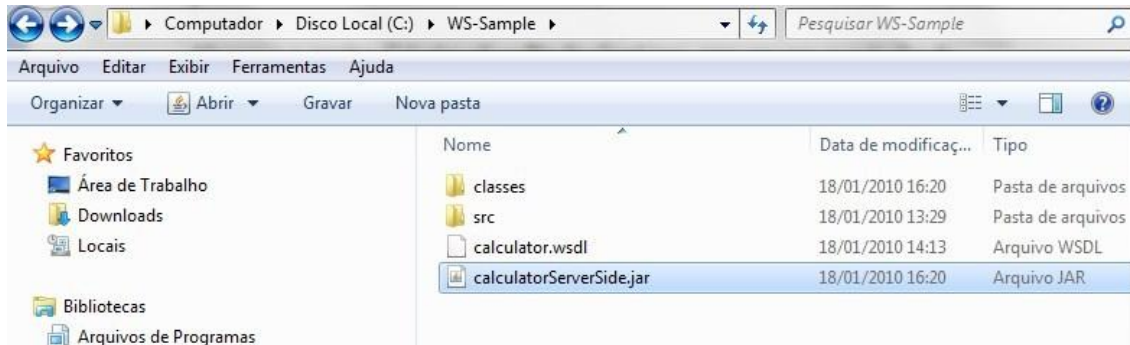 Computador Disco Local (C:) WS-Sample Pesquisar WS-Sample
Arquivo Editar Exibir Ferramentas Ajuda
Organizar Abrir Gravar Nova pasta
Nome Data de modificaç... Tipo
Favoritos
Área de Trabalho
Downloads
Locais
Bibliotecas
Arquivos de Programas
classes 18/01/2010 16:20 Pasta de arquivos
src 18/01/2010 13:29 Pasta de arquivos
calculator.wsdl 18/01/2010 14:13 Arquivo WSDL
calculatorServerSide.jar 18/01/2010 16:20 Arquivo JAR